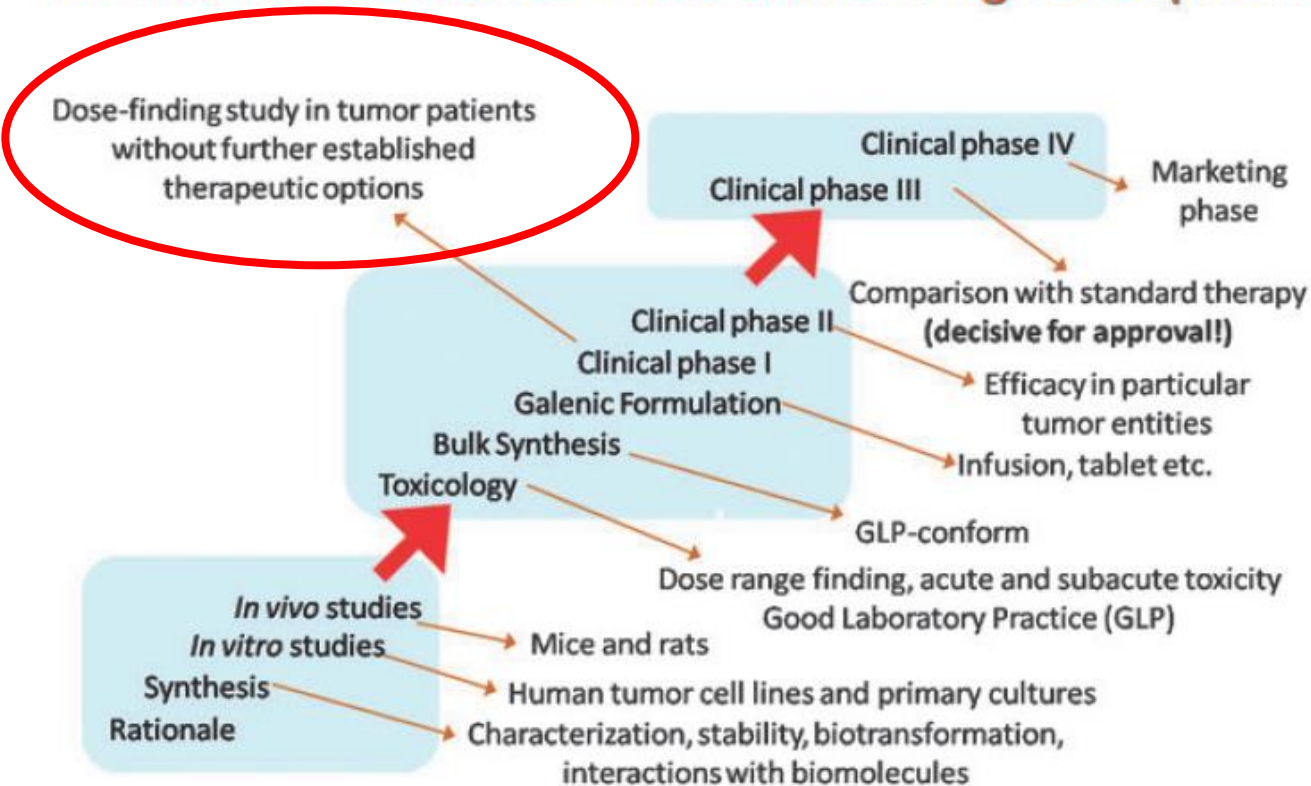 Dose-finding study in tumor patients
without further established
therapeutic options
Clinical phase IV
Clinical phase III
Marketing
phase
Comparison with standard therapy
(decisive for approval!)
Clinical phase II
Clinical phase I
Galenic Formulation
Bulk Synthesis
Toxicology
Efficacy in particular
tumor entities
Infusion, tablet etc.
GLP-conform
Dose range finding, acute and subacute toxicity
Good Laboratory Practice (GLP)
In vivo studies
In vitro studies
Synthesis
Rationale
Mice and rats
Human tumor cell lines and primary cultures
Characterization, stability, biotransformation,
interactions with biomolecules